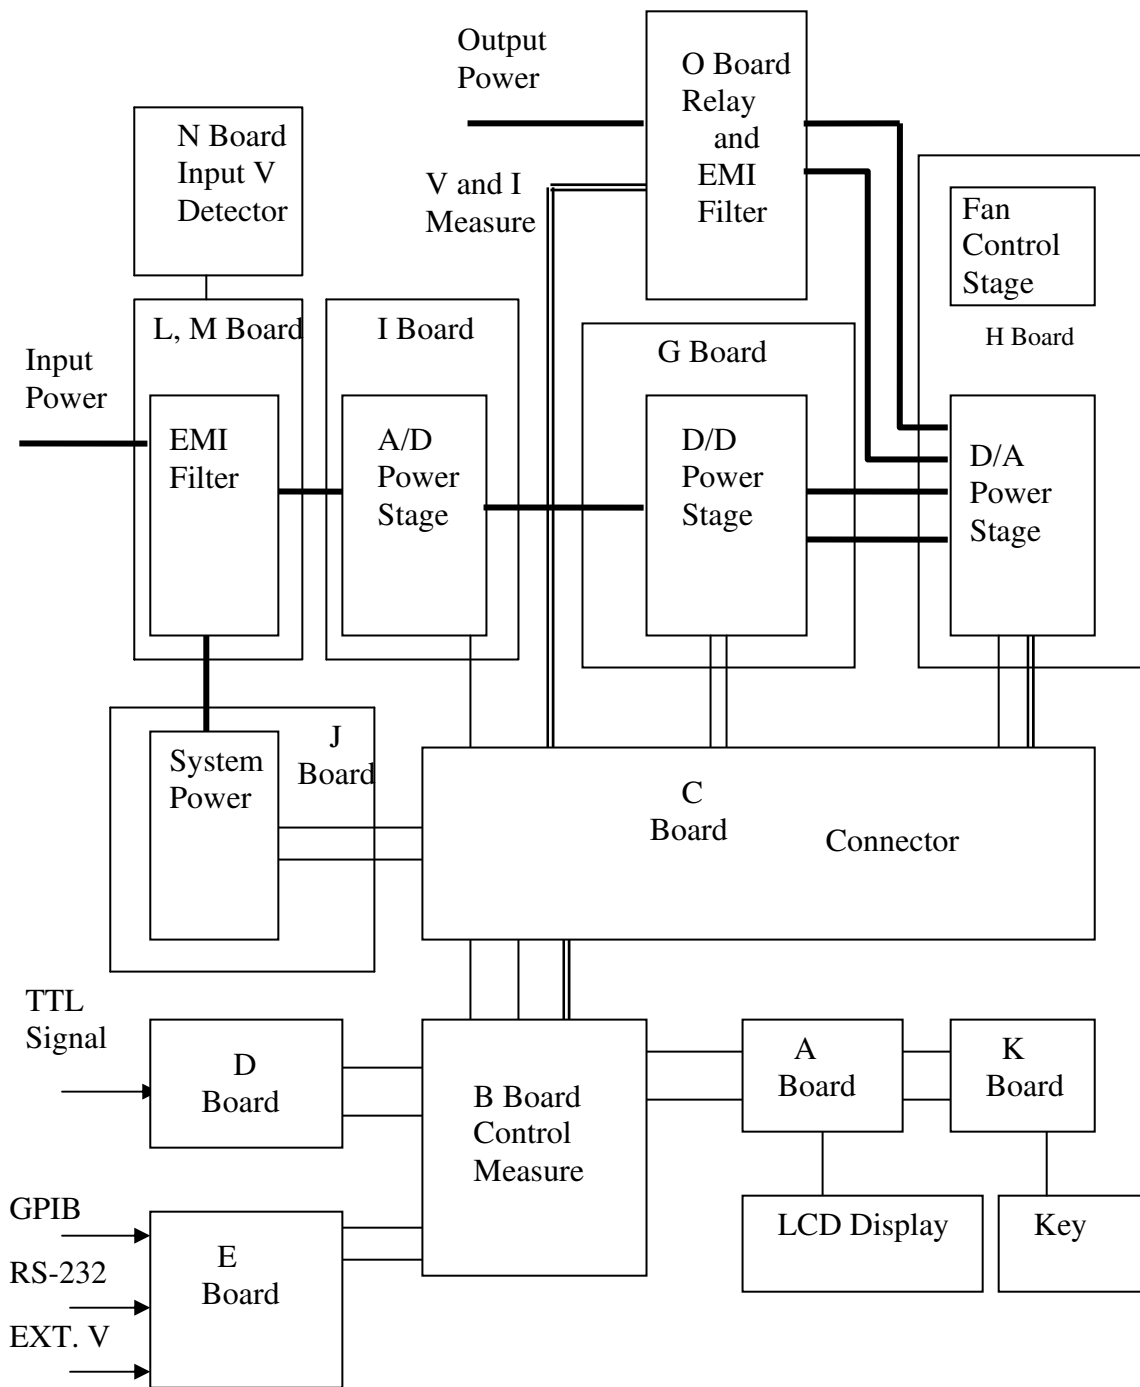 Output
Power
O Board
Relay
and
EMI
Filter
N Board
Input V
Detector
V and I
Measure
Fan
Control
Stage
H Board
L, M Board
I Board
G Board
Input
Power
EMI
Filter
A/D
Power
Stage
D/D
Power
Stage
D/A
Power
Stage
J
Board
System
Power
C
Board
Connector
TTL
Signal
D
Board
B Board
Control
Measure
A
Board
K
Board
GPIB
RS-232
EXT. V
E
Board
LCD Display
Key